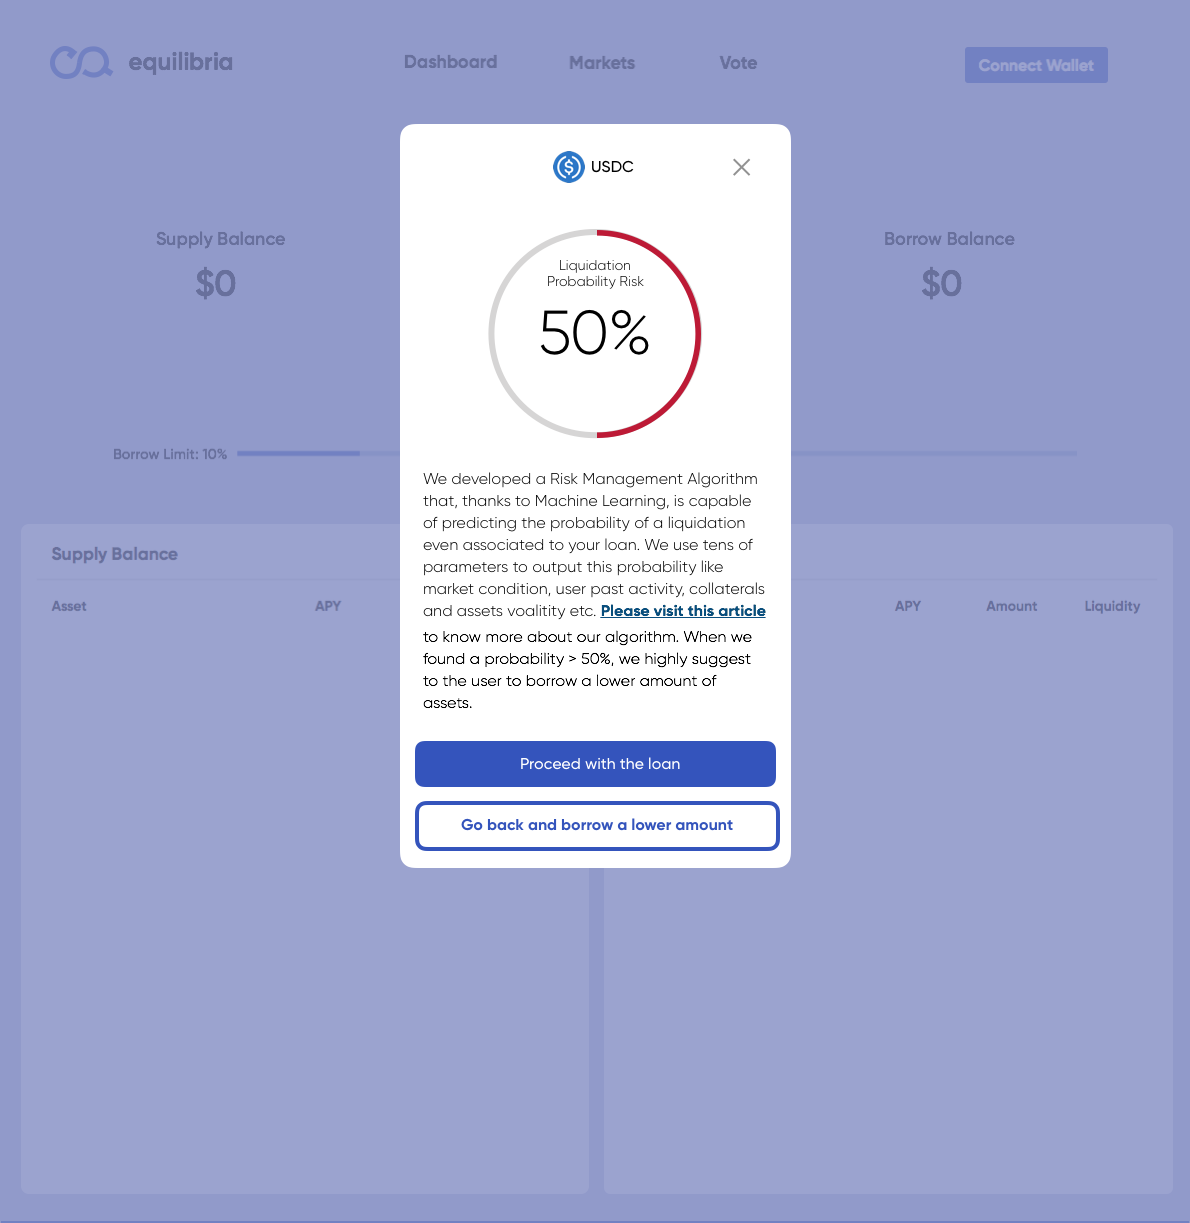 equilibria
Dashboard
Markets
Vote
Connect Wallet
USDC
Supply Balance
$0
Borrow Balance
$0
Liquidation
Probability Risk
50%
Borrow Limit: 10%
We developed a Risk Management Algorithm
that, thanks to Machine Learning, is capable
of predicting the probability of a liquidation
even associated to your loan. We use tens of
parameters to output this probability like
market condition, user past activity, collaterals
and assets voalitity etc. Please visit this article
to know more about our algorithm. When we
found a probability > 50%, we highly suggest
to the user to borrow a lower amount of
assets.
Proceed with the loan
Go back and borrow a lower amount
Supply Balance
Asset
APY
APY
Amount
Liquidity